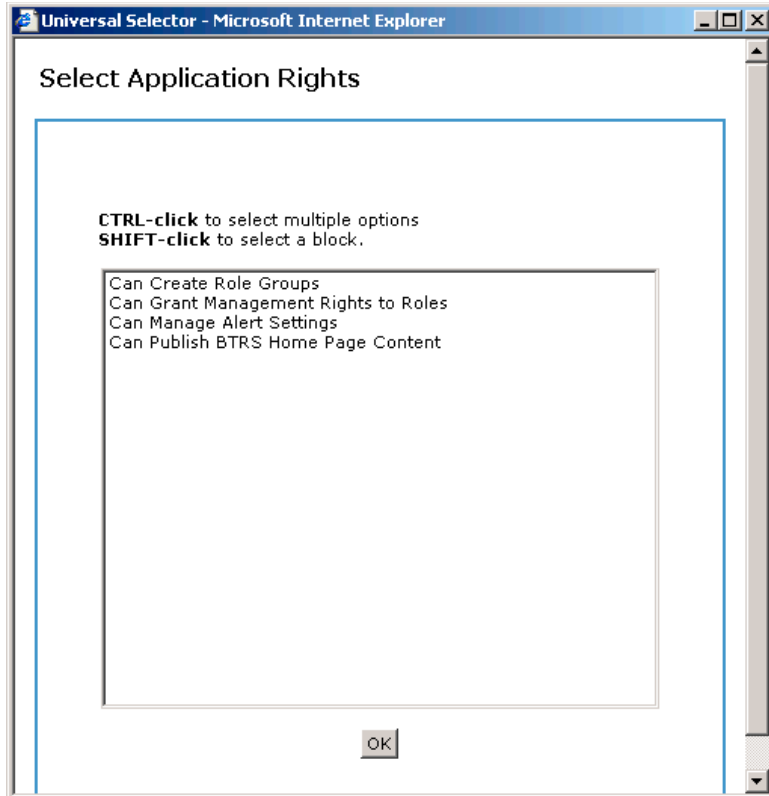 Universal Selector - Microsoft Internet Explorer
Select Application Rights
CTRL-click to select multiple options
SHIFT-click to select a block.
Can Create Role Groups
Can Grant Management Rights to Roles
Can Manage Alert Settings
Can Publish BTRS Home Page Content
OK